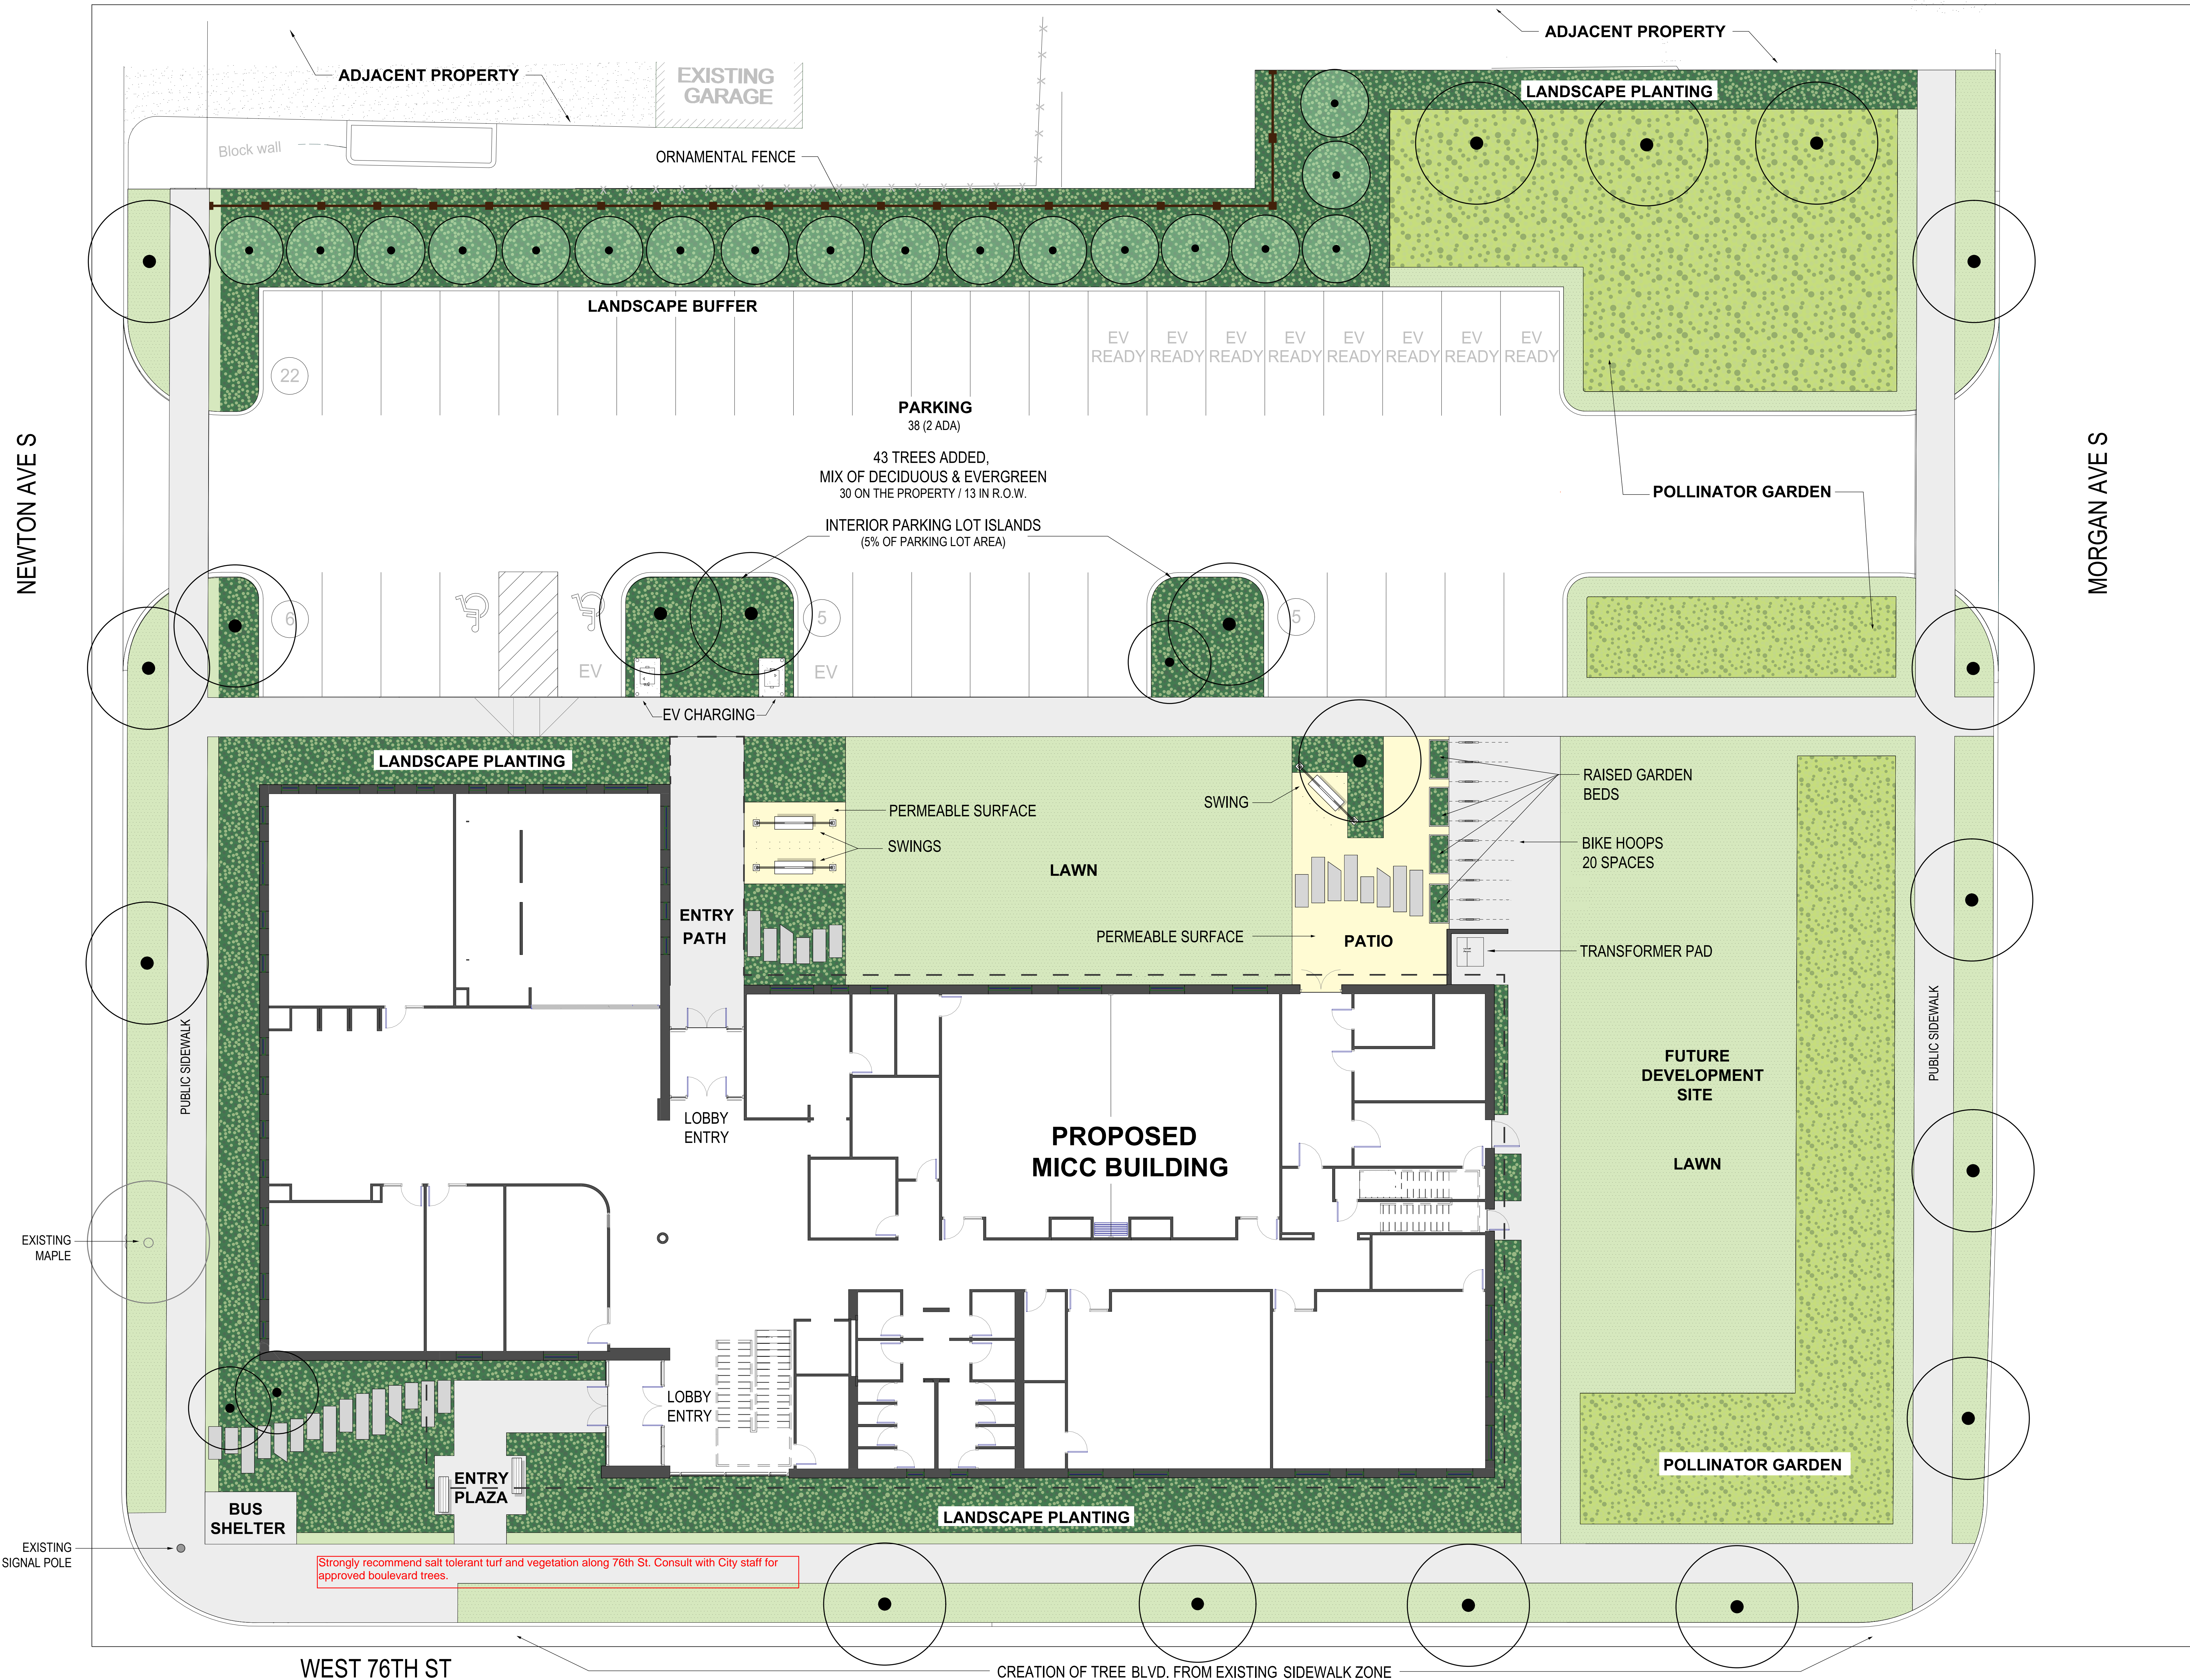 ADJACENT PROPERTY
ADJACENT PROPERTY
EXISTING
GARAGE
LANDSCAPE PLANTING
Block wall
ORNAMENTAL FENCE
LANDSCAPE BUFFER
EV
READY
EV
READY
EV
READY
EV
READY
EV
READY
EV
READY
EV
READY
EV
READY
22
PARKING
38 (2 ADA)
43 TREES ADDED,
MIX OF DECIDUOUS & EVERGREEN
30 ON THE PROPERTY / 13 IN R.O.W.
INTERIOR PARKING LOT ISLANDS
(5% OF PARKING LOT AREA)
POLLINATOR GARDEN
NEWTON AVE S
MORGAN AVE S
6
5
5
EV
EV
EV CHARGING
LANDSCAPE PLANTING
PERMEABLE SURFACE
SWINGS
SWING
RAISED GARDEN
BEDS
BIKE HOOPS
20 SPACES
LAWN
ENTRY
PATH
PERMEABLE SURFACE
PATIO
TRANSFORMER PAD
PUBLIC SIDEWALK
PUBLIC SIDEWALK
FUTURE
DEVELOPMENT
SITE
LAWN
LOBBY
ENTRY
PROPOSED
MICC BUILDING
EXISTING
MAPLE
LOBBY
ENTRY
ENTRY
PLAZA
POLLINATOR GARDEN
BUS
SHELTER
LANDSCAPE PLANTING
EXISTING
SIGNAL POLE
Strongly recommend salt tolerant turf and vegetation along 76th St. Consult with City staff for
approved boulevard trees.
WEST 76TH ST
CREATION OF TREE BLVD. FROM EXISTING SIDEWALK ZONE